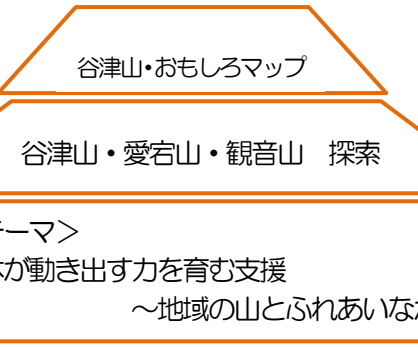 谷津山・おもしろマップ
谷津山・愛宕山・観音山　探索
テーマ＞
が動き出す力を育む支援
～地域の山とふれあいな